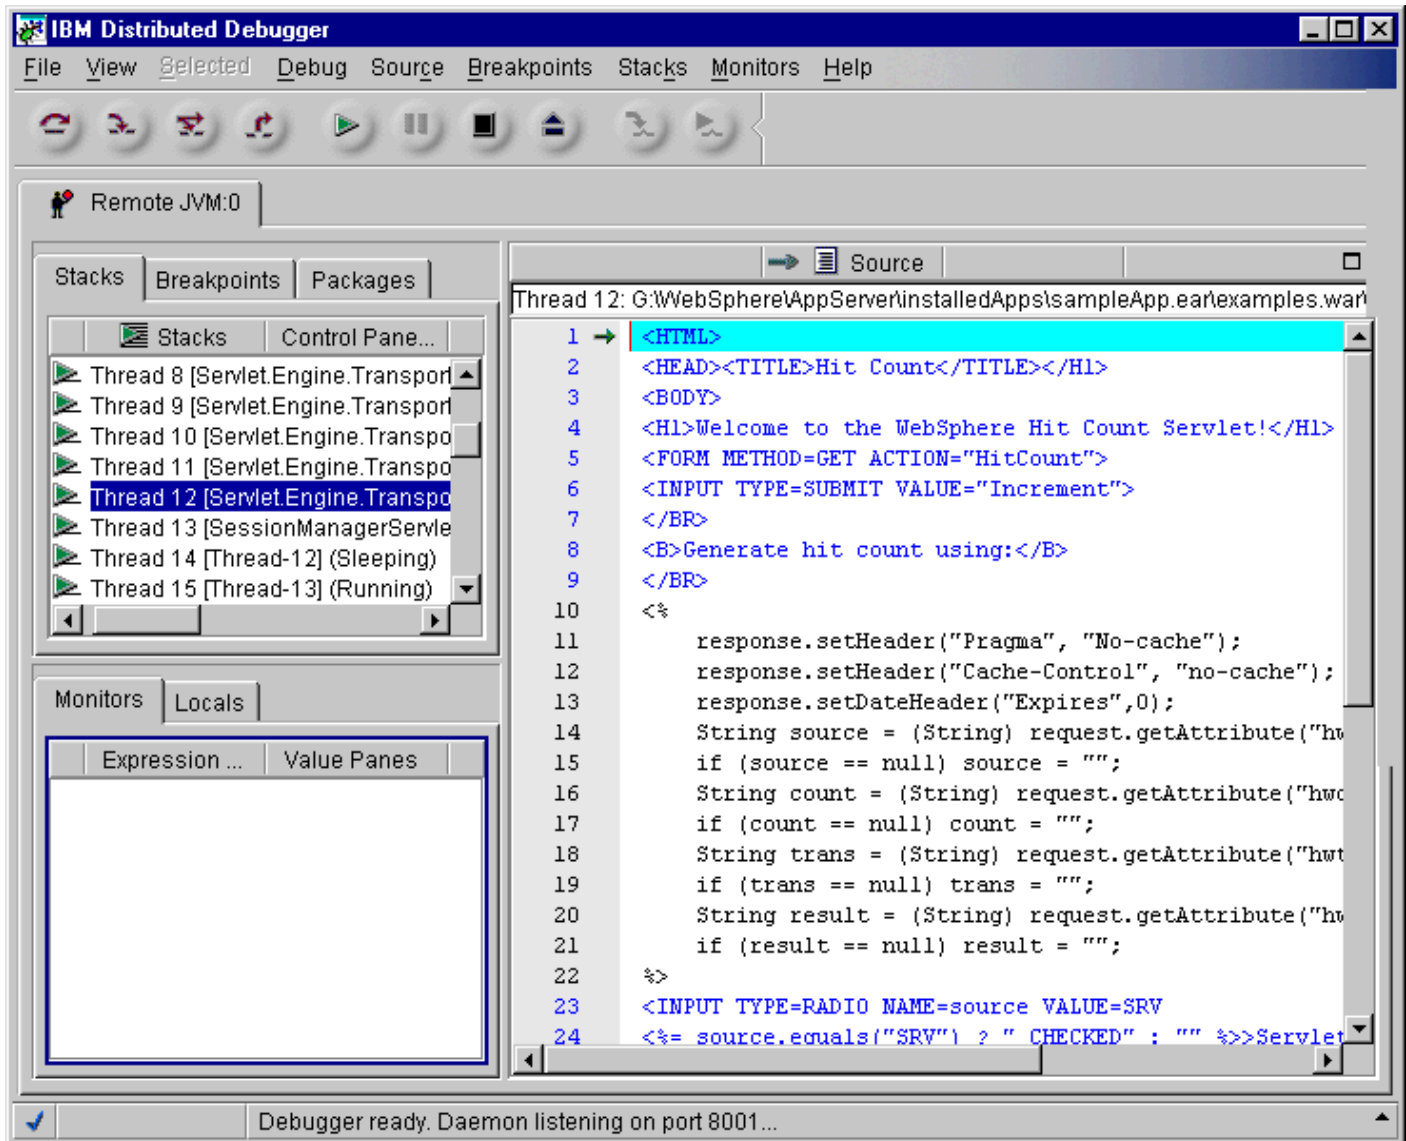 IBM Distributed Debugger
File View Selected Debug Source Breakpoints Stacks Monitors Help
Remote JVM:0
Stacks Breakpoints Packages
Stacks Control Pane...
Thread 8 [Servlet.Engine.Transport
Thread 9 [Servlet.Engine.Transport
Thread 10 [Servlet.Engine.Transpo
Thread 11 [Servlet.Engine.Transpo
Thread 12 [Servlet.Engine.Transpo
Thread 13 [SessionManagerServle
Thread 14 [Thread-12] (Sleeping)
Thread 15 [Thread-13] (Running)
Monitors Locals
Expression ... Value Panes
Source
Thread 12: G:\WebSphere\AppServer\installedApps\sampleApp.ear\examples.war\
1 <HTML>
2 <HEAD><TITLE>Hit Count</TITLE></H1>
3 <BODY>
4 <H1>Welcome to the WebSphere Hit Count Servlet!</H1>
5 <FORM METHOD=GET ACTION="HitCount">
6 <INPUT TYPE=SUBMIT VALUE="Increment">
7 </BR>
8 <B>Generate hit count using:</B>
9 </BR>
10 <%
11 response.setHeader("Pragma", "No-cache");
12 response.setHeader("Cache-Control", "no-cache");
13 response.setDateHeader("Expires",0);
14 String source = (String) request.getAttribute("hw
15 if (source == null) source = "";
16 String count = (String) request.getAttribute("hwc
17 if (count == null) count = "";
18 String trans = (String) request.getAttribute("hwt
19 if (trans == null) trans = "";
20 String result = (String) request.getAttribute("hw
21 if (result == null) result = "";
22 %>
23 <INPUT TYPE=RADIO NAME=source VALUE=SRV
24 <%= source.equals("SRV") ? " CHECKED" : "" %>>Servlet
Debugger ready. Daemon listening on port 8001...